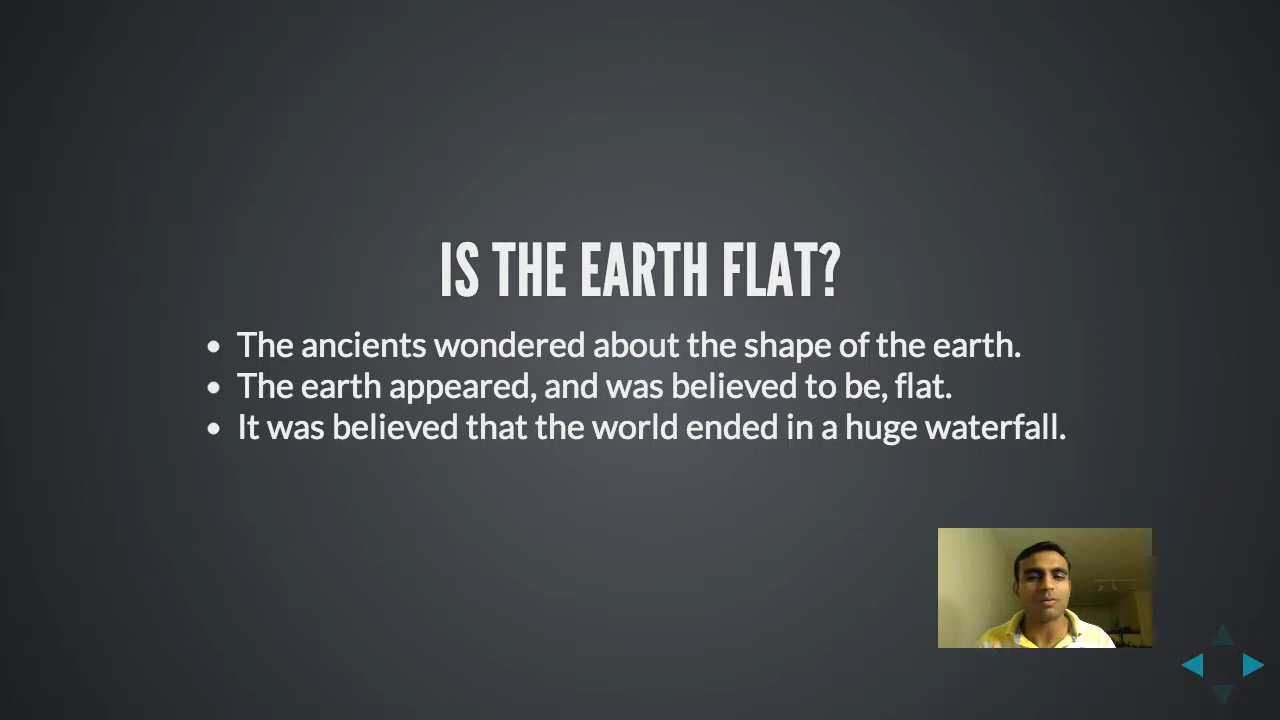 IS THE EARTH FLAT?
The ancients wondered about the shape of the earth.
The earth appeared, and was believed to be, flat.
It was believed that the world ended in a huge waterfall.